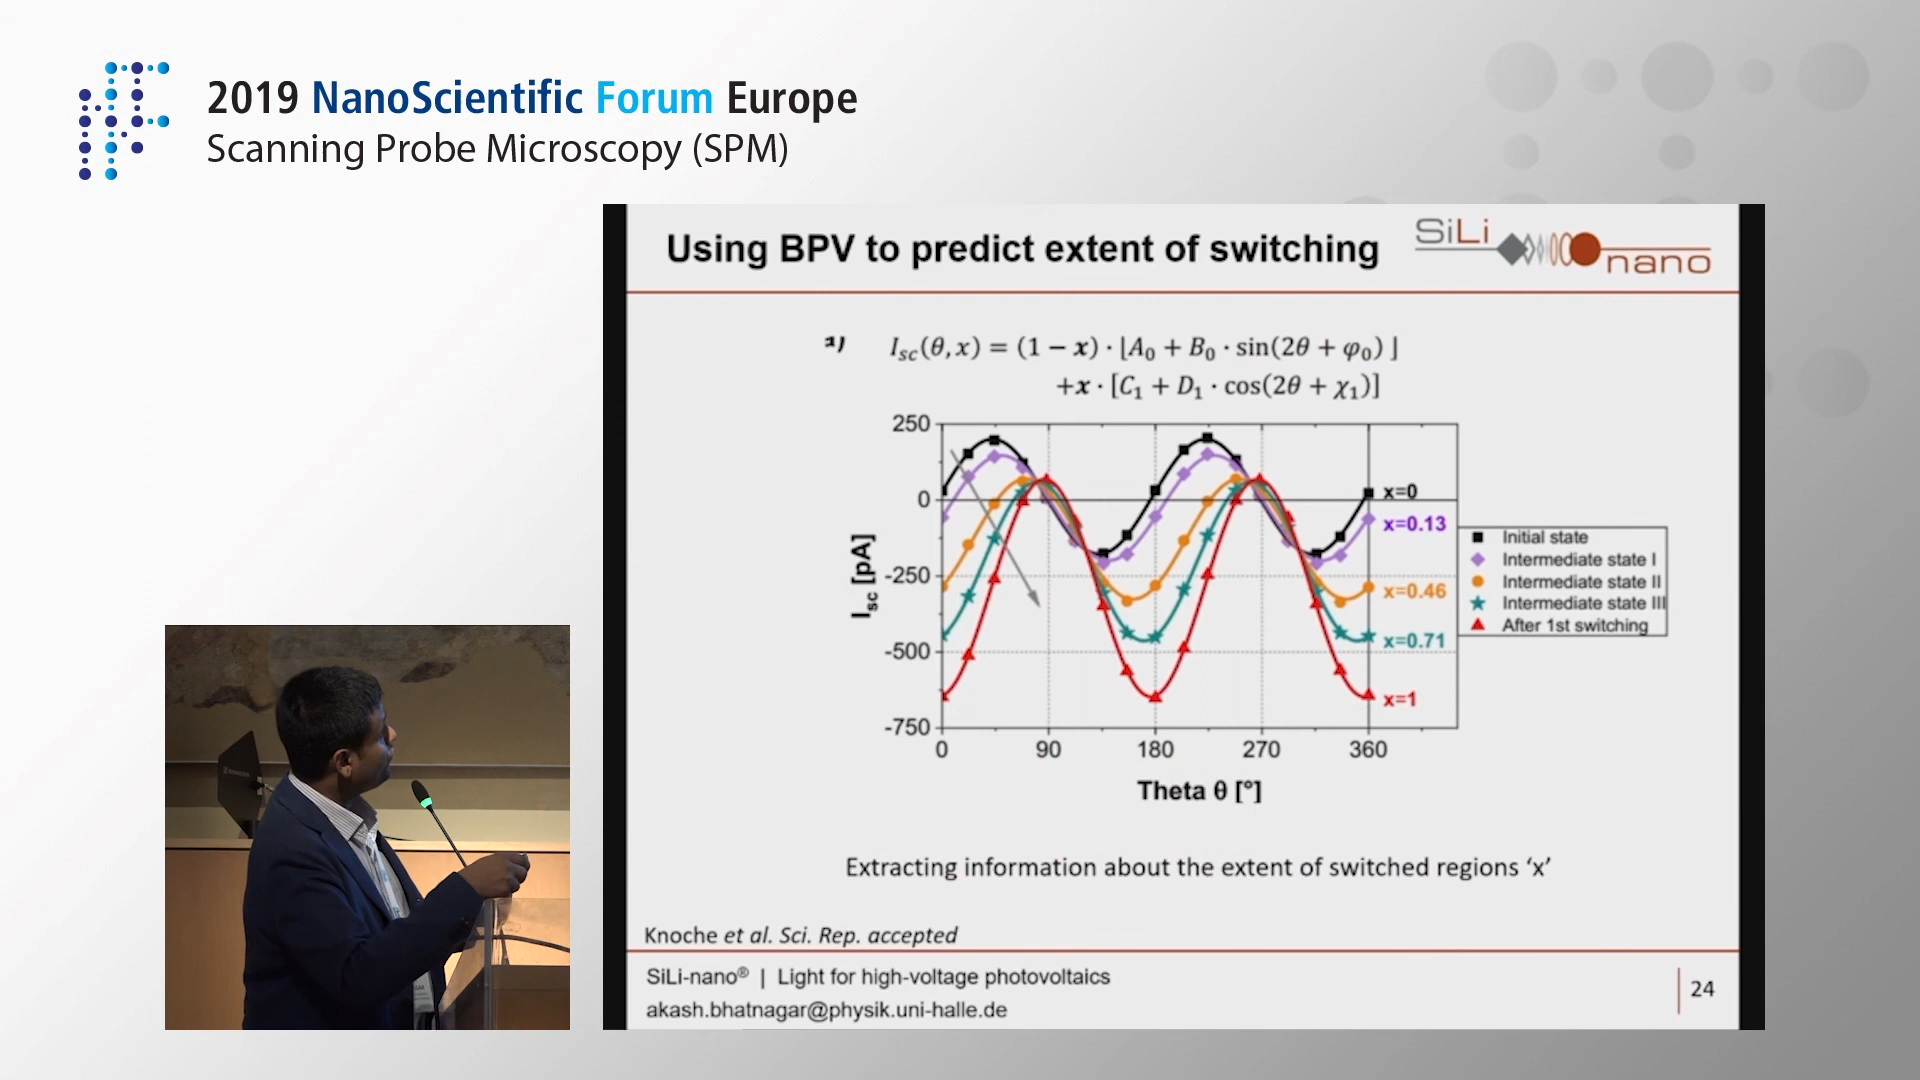 2019 NanoScientific Forum Europe
Scanning Probe Microscopy (SPM)
Using BPV to predict extent of switching
SiLi
nano
I_sc(θ,x) = (1 − x) · ⌊A₀ + B₀ · sin(2θ + φ₀) ⌋
+x · [C₁ + D₁ · cos(2θ + χ₁)]
250
0
-250
-500
-750
I_sc [pA]
0 90 180 270 360
Theta θ [°]
x=0
x=0.13
x=0.46
x=0.71
x=1
Initial state
Intermediate state I
Intermediate state II
Intermediate state III
After 1st switching
Extracting information about the extent of switched regions ‘x’
Knoche et al. Sci. Rep. accepted
SiLi-nano® | Light for high-voltage photovoltaics
akash.bhatnagar@physik.uni-halle.de
24